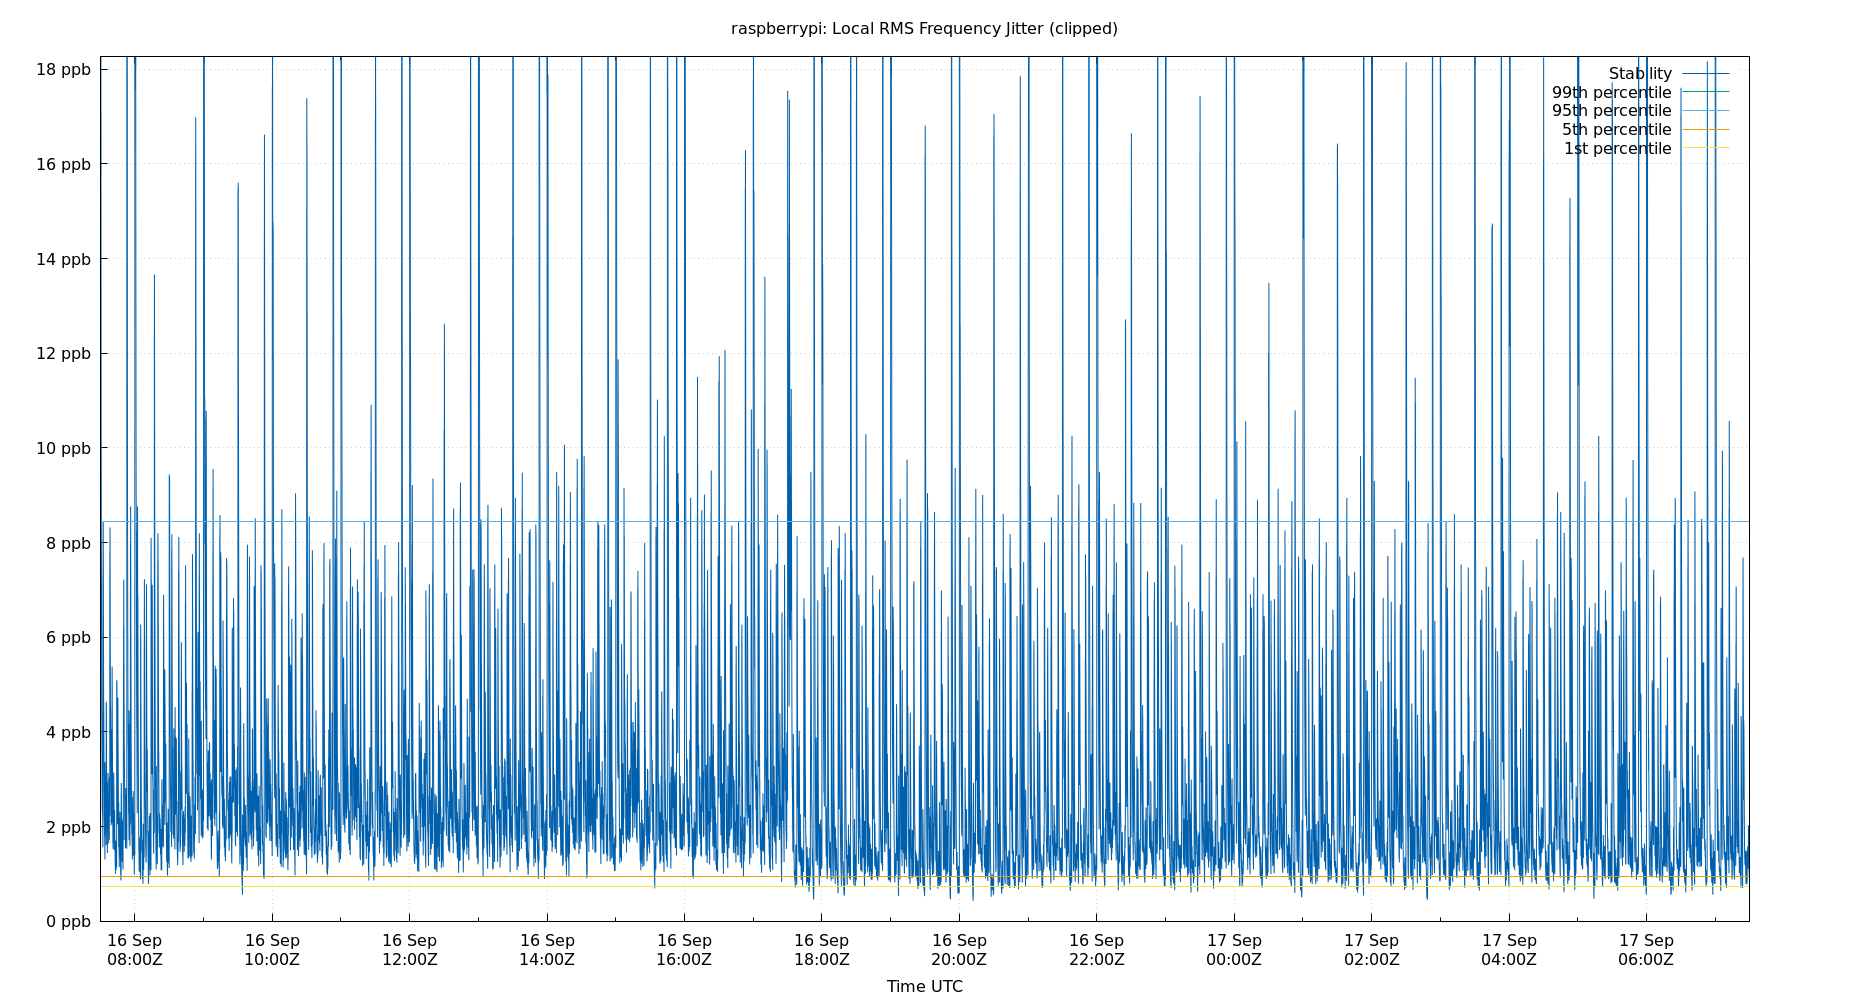 raspberrypi: Local RMS Frequency Jitter (clipped)
18 ppb
16 ppb
14 ppb
12 ppb
10 ppb
8 ppb
6 ppb
4 ppb
2 ppb
0 ppb
Stability
99th percentile
95th percentile
5th percentile
1st percentile
16 Sep 16 Sep 16 Sep 16 Sep 16 Sep 16 Sep 16 Sep 16 Sep 17 Sep 17 Sep 17 Sep 17 Sep
08:00Z 10:00Z 12:00Z 14:00Z 16:00Z 18:00Z 20:00Z 22:00Z 00:00Z 02:00Z 04:00Z 06:00Z
Time UTC